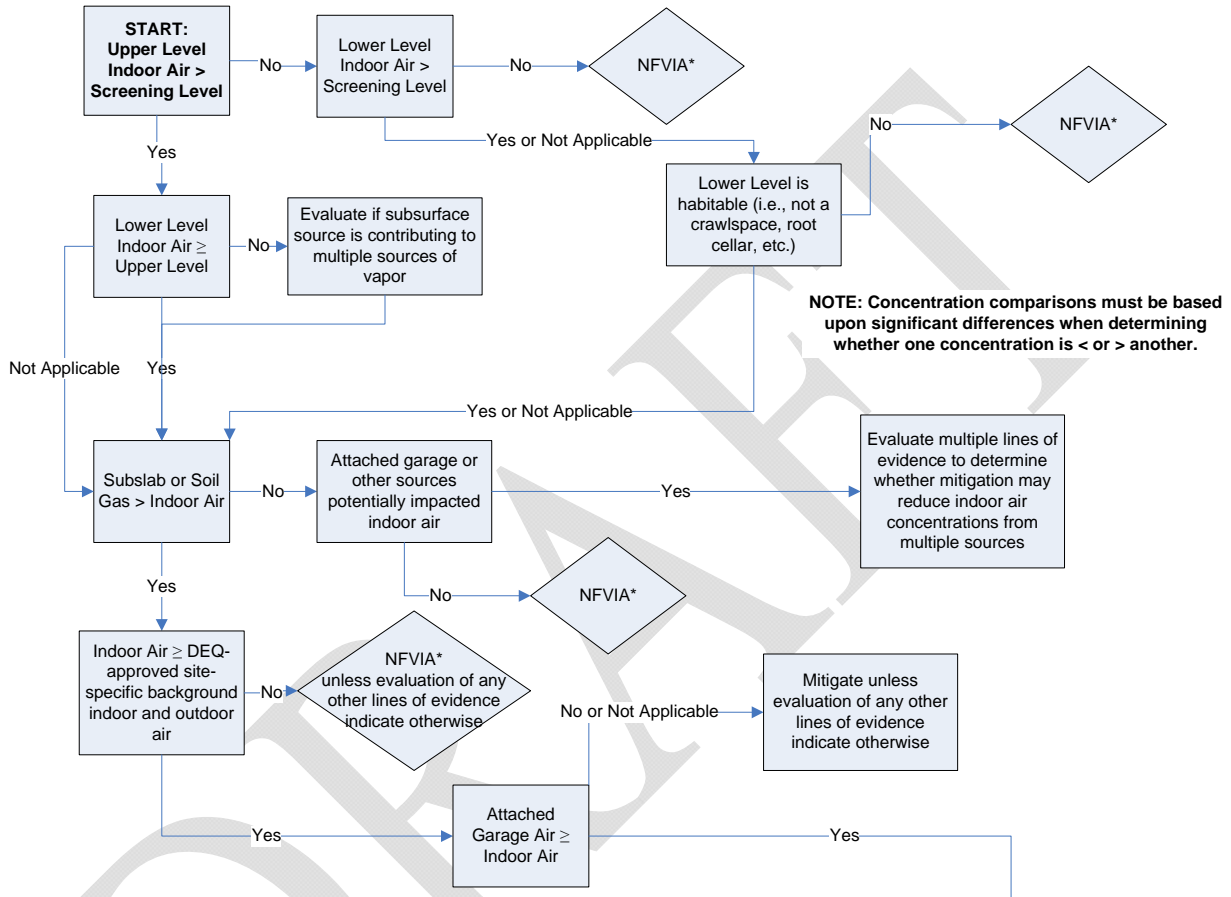 START:
Upper Level
Indoor Air >
Screening Level
No
Lower Level
Indoor Air >
Screening Level
No
NFVIA*
No
NFVIA*
Yes
Yes or Not Applicable
Lower Level is
habitable (i.e., not a
crawlspace, root
cellar, etc.)
Lower Level
Indoor Air ≥
Upper Level
No
Evaluate if subsurface
source is contributing to
multiple sources of
vapor
NOTE: Concentration comparisons must be based
upon significant differences when determining
whether one concentration is < or > another.
Not Applicable
Yes
Yes or Not Applicable
Subslab or Soil
Gas > Indoor Air
No
Attached garage or
other sources
potentially impacted
indoor air
Yes
Evaluate multiple lines of
evidence to determine
whether mitigation may
reduce indoor air
concentrations from
multiple sources
Yes
No
NFVIA*
Indoor Air ≥ DEQ-
approved site-
specific background
indoor and outdoor
air
No
NFVIA*
unless evaluation of any
other lines of evidence
indicate otherwise
No or Not Applicable
Mitigate unless
evaluation of any other
lines of evidence
indicate otherwise
Yes
Attached
Garage Air ≥
Indoor Air
Yes
DRAFT